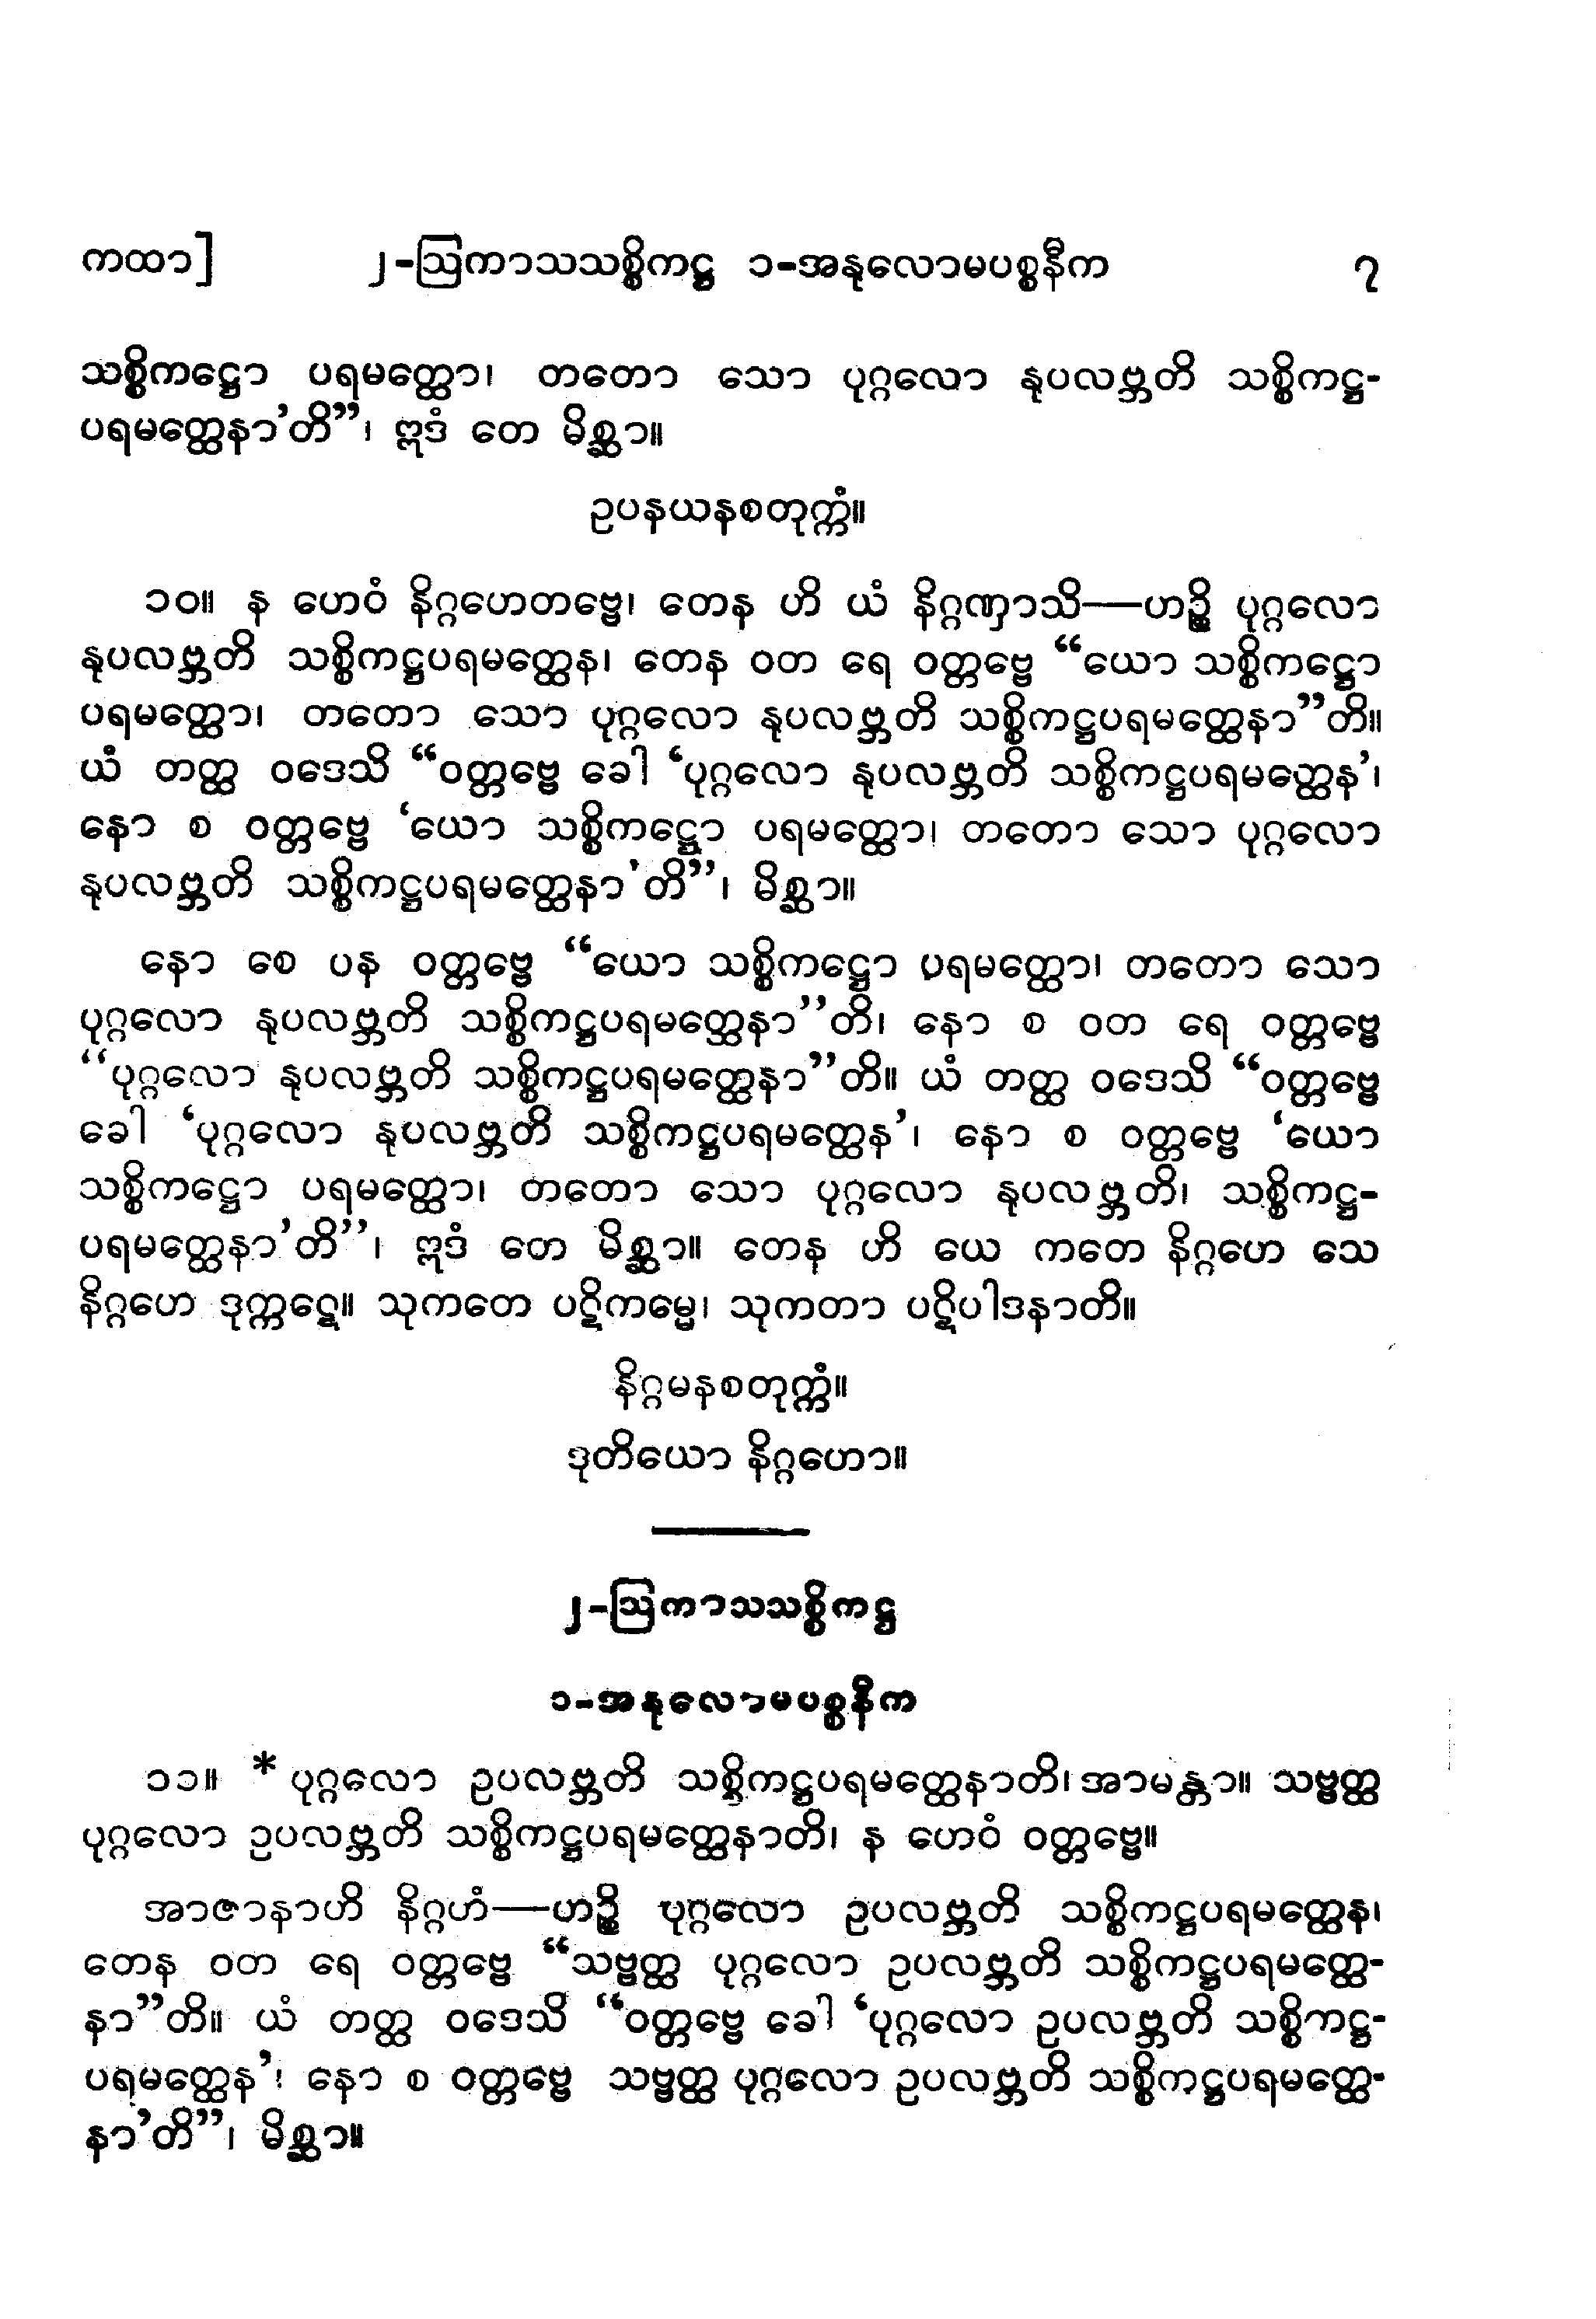 ကထာ] ၂-ဩကာသသစ္စိကဋ္ဌ ၁-အနုလောမပစ္စနီက ၇
သစ္စိကဋ္ဌော ပရမတ္ထော၊ တတော သော ပုဂ္ဂလော နုပလဗ္ဘတိ သစ္စိကဋ္ဌ-
ပရမတ္ထေနာ’တိ”၊ ဣဒံ တေ မိစ္ဆာ။
ဥပနယနစတုက္ကံ။
၁၀။ န ဟေဝံ နိဂ္ဂဟေတဗ္ဗေ၊ တေန ဟိ ယံ နိဂ္ဂဏှာသိ—ဟဉ္စိ ပုဂ္ဂလော
နုပလဗ္ဘတိ သစ္စိကဋ္ဌပရမတ္ထေန၊ တေန ဝတ ရေ ဝတ္တဗ္ဗေ “ယော သစ္စိကဋ္ဌော
ပရမတ္ထော၊ တတော သော ပုဂ္ဂလော နုပလဗ္ဘတိ သစ္စိကဋ္ဌပရမတ္ထေနာ”တိ။
ယံ တတ္ထ ဝဒေသိ “ဝတ္တဗ္ဗေ ခေါ ‘ပုဂ္ဂလော နုပလဗ္ဘတိ သစ္စိကဋ္ဌပရမတ္ထေန’၊
နော စ ဝတ္တဗ္ဗေ ‘ယော သစ္စိကဋ္ဌော ပရမတ္ထော၊ တတော သော ပုဂ္ဂလော
နုပလဗ္ဘတိ သစ္စိကဋ္ဌပရမတ္ထေနာ’တိ”၊ မိစ္ဆာ။
နော စေ ပန ဝတ္တဗ္ဗေ “ယော သစ္စိကဋ္ဌော ပရမတ္ထော၊ တတော သော
ပုဂ္ဂလော နုပလဗ္ဘတိ သစ္စိကဋ္ဌပရမတ္ထေနာ”တိ၊ နော စ ဝတ ရေ ဝတ္တဗ္ဗေ
“ပုဂ္ဂလော နုပလဗ္ဘတိ သစ္စိကဋ္ဌပရမတ္ထေနာ”တိ။ ယံ တတ္ထ ဝဒေသိ “ဝတ္တဗ္ဗေ
ခေါ ‘ပုဂ္ဂလော နုပလဗ္ဘတိ သစ္စိကဋ္ဌပရမတ္ထေန’၊ နော စ ဝတ္တဗ္ဗေ ‘ယော
သစ္စိကဋ္ဌော ပရမတ္ထော၊ တတော သော ပုဂ္ဂလော နုပလဗ္ဘတိ၊ သစ္စိကဋ္ဌ-
ပရမတ္ထေနာ’တိ”၊ ဣဒံ တေ မိစ္ဆာ။ တေန ဟိ ယေ ကတေ နိဂ္ဂဟေ သေ
နိဂ္ဂဟေ ဒုက္ကဋေ။ သုကတေ ပဋိကမ္မေ၊ သုကတာ ပဋိပါဒနာတိ။
နိဂ္ဂမနစတုက္ကံ။
ဒုတိယော နိဂ္ဂဟော။
၂-ဩကာသသစ္စိကဋ္ဌ
၁-အနုလောမပစ္စနီက
၁၁။ * ပုဂ္ဂလော ဥပလဗ္ဘတိ သစ္စိကဋ္ဌပရမတ္ထေနာတိ၊ အာမန္တာ။ သဗ္ဗတ္ထ
ပုဂ္ဂလော ဥပလဗ္ဘတိ သစ္စိကဋ္ဌပရမတ္ထေနာတိ၊ န ဟေဝံ ဝတ္တဗ္ဗေ။
အာဇာနာဟိ နိဂ္ဂဟံ—ဟဉ္စိ ပုဂ္ဂလော ဥပလဗ္ဘတိ သစ္စိကဋ္ဌပရမတ္ထေန၊
တေန ဝတ ရေ ဝတ္တဗ္ဗေ “သဗ္ဗတ္ထ ပုဂ္ဂလော ဥပလဗ္ဘတိ သစ္စိကဋ္ဌပရမတ္ထေ-
နာ”တိ။ ယံ တတ္ထ ဝဒေသိ “ဝတ္တဗ္ဗေ ခေါ ‘ပုဂ္ဂလော ဥပလဗ္ဘတိ သစ္စိကဋ္ဌ-
ပရမတ္ထေန’၊ နော စ ဝတ္တဗ္ဗေ သဗ္ဗတ္ထ ပုဂ္ဂလော ဥပလဗ္ဘတိ သစ္စိကဋ္ဌပရမတ္ထေ-
နာ’တိ”၊ မိစ္ဆာ။